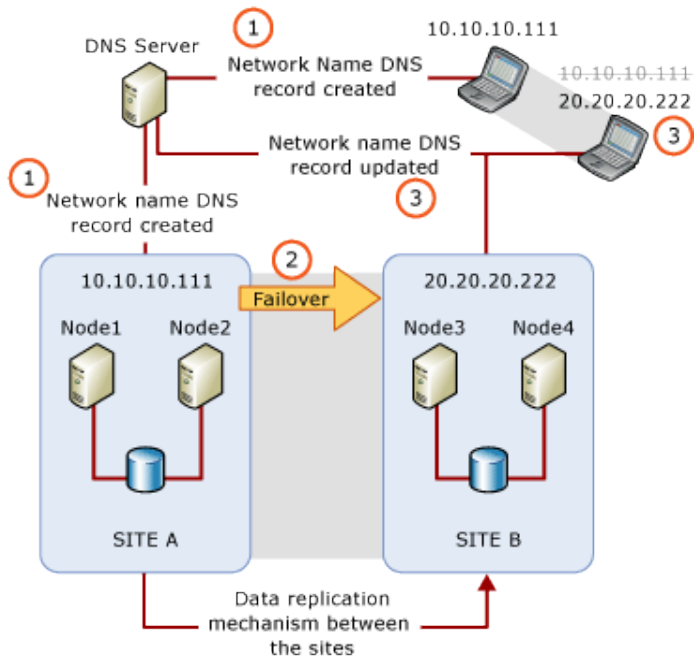 DNS Server
1
Network Name DNS
record created
10.10.10.111
10.10.10.111
20.20.20.222
3
Network name DNS
record updated
1
Network name DNS
record created
3
2
Failover
10.10.10.111
Node1
Node2
SITE A
20.20.20.222
Node3
Node4
SITE B
Data replication
mechanism between
the sites